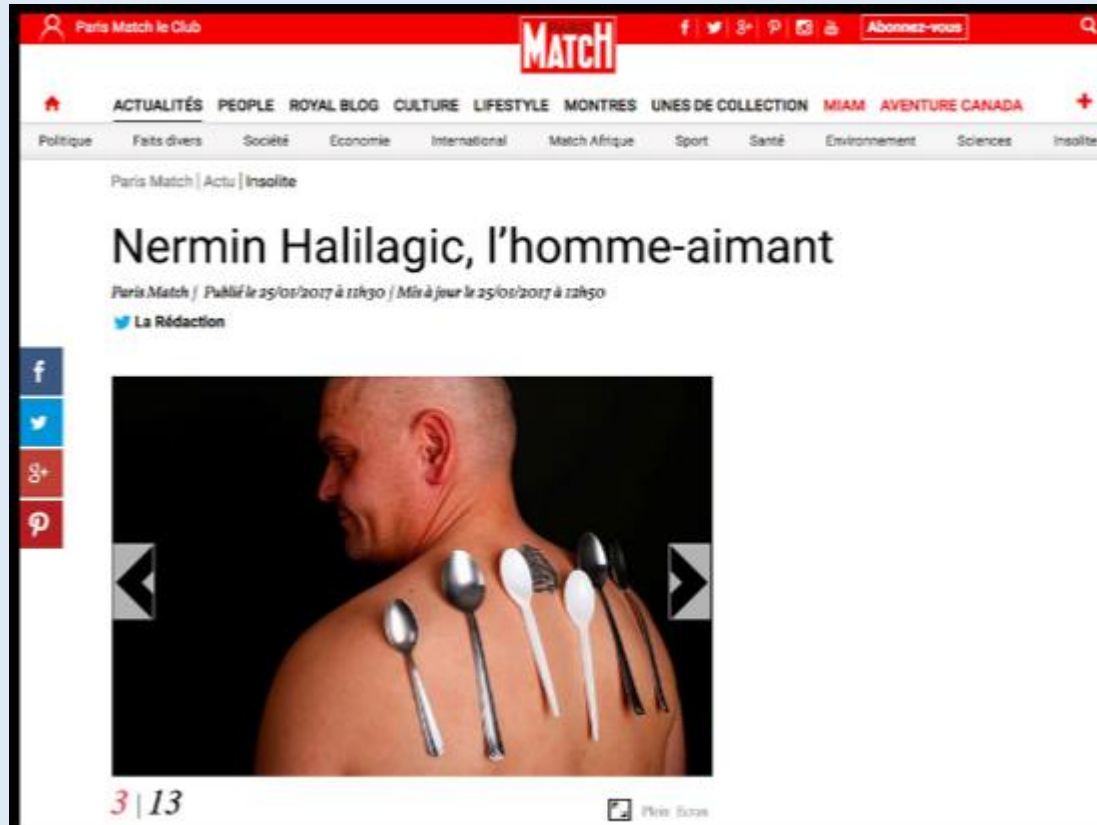 Paris Match le Club
MATCH
Abonnez-vous
ACTUALITÉS PEOPLE ROYAL BLOG CULTURE LIFESTYLE MONTRES UNES DE COLLECTION MIAM AVENTURE CANADA
Politique Faits divers Société Economie International Match Afrique Sport Santé Environnement Sciences Insolite
Paris Match | Actu | Insolite
Nermin Halilagic, l'homme-aimant
Paris Match | Publié le 25/01/2017 à 11h30 | Mis à jour le 25/01/2017 à 12h50
La Rédaction
3 | 13
Plein Ecran